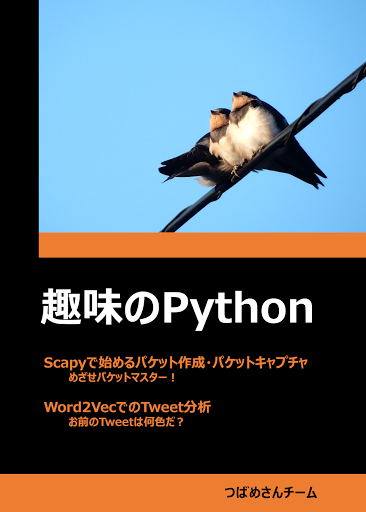 趣味のPython
Scapyで始めるパケット作成・パケットキャプチャ
めざせパケットマスター！
Word2VecでのTweet分析
お前のTweetは何色だ？
つばめさんチーム